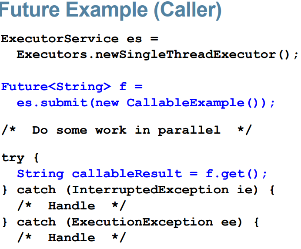 Future Example (Caller)
ExecutorService es =
Executors.newSingleThreadExecutor();
Future<String> f =
es.submit(new CallableExample());
/* Do some work in parallel */
try {
String callableResult = f.get();
} catch (InterruptedException ie) {
/* Handle */
} catch (ExecutionException ee) {
/* Handle */